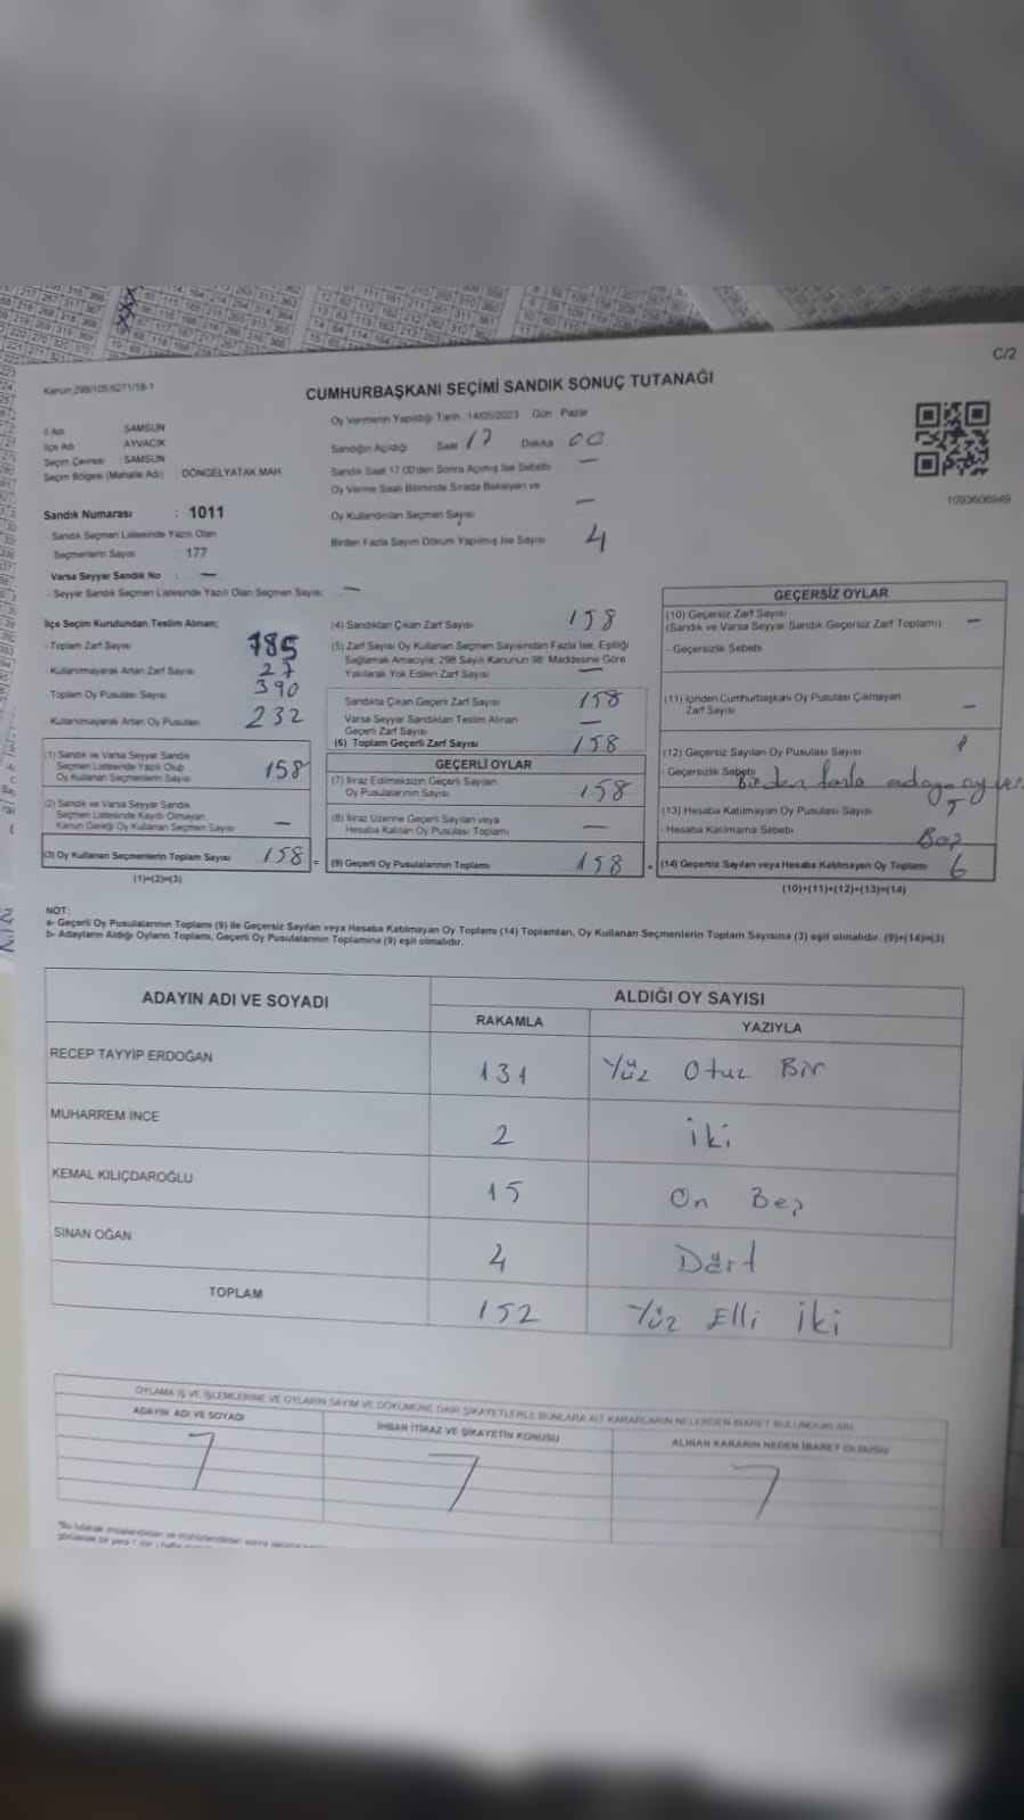 C/2
Kanun 298/105 6271/18-1
CUMHURBAŞKANI SEÇİMİ SANDIK SONUÇ TUTANAĞI
İl Adı SAMSUN
İlçe Adı AYVACIK
Seçim Çevresi SAMSUN
Seçim Bölgesi (Mahalle Adı) DÖNGELYATAK MAH.
Sandık Numarası : 1011
Sandık Seçmen Listesinde Yazılı Olan
Seçmenlerin Sayısı : 177
Varsa Seyyar Sandık No : —
Seyyar Sandık Seçmen Listesinde Yazılı Olan Seçmen Sayısı: —
Oy Vermenin Yapıldığı Tarih : 14/05/2023 Gün : Pazar
Sandığın Açıldığı Saat 17 Dakika 00
Sandık Saat 17.00'den Sonra Açılmış İse Sebebi —
Oy Verme Saati Bitiminde Sırada Bekleyen ve
Oy Kullandırılan Seçmen Sayısı —
Birden Fazla Sayım Döküm Yapılmış İse Sayısı 4
1093606949
İlçe Seçim Kurulundan Teslim Alınan;
- Toplam Zarf Sayısı 185
- Kullanılmayarak Artan Zarf Sayısı 27
- Toplam Oy Pusulası Sayısı 390
- Kullanılmayarak Artan Oy Pusulası 232
(1) Sandık ve Varsa Seyyar Sandık
Seçmen Listesinde Yazılı Olup
Oy Kullanan Seçmenlerin Sayısı 158
(2) Sandık ve Varsa Seyyar Sandık
Seçmen Listesinde Kayıtlı Olmayan
Kanun Gereği Oy Kullanan Seçmen Sayısı —
(3) Oy Kullanan Seçmenlerin Toplam Sayısı 158 =
(1)+(2)=(3)
(4) Sandıktan Çıkan Zarf Sayısı 158
(5) Zarf Sayısı Oy Kullanan Seçmen Sayısından Fazla İse, Eşitliği
Sağlamak Amacıyla; 298 Sayılı Kanunun 98. Maddesine Göre
Yakılarak Yok Edilen Zarf Sayısı —
Sandıkta Çıkan Geçerli Zarf Sayısı 158
Varsa Seyyar Sandıktan Teslim Alınan
Geçerli Zarf Sayısı —
(6) Toplam Geçerli Zarf Sayısı 158
GEÇERLİ OYLAR
(7) İtiraz Edilmeksizin Geçerli Sayılan
Oy Pusulalarının Sayısı 158
(8) İtiraz Üzerine Geçerli Sayılan veya
Hesaba Katılan Oy Pusulası Toplamı —
(9) Geçerli Oy Pusulalarının Toplamı 158 +
GEÇERSİZ OYLAR
(10) Geçersiz Zarf Sayısı
(Sandık ve Varsa Seyyar Sandık Geçersiz Zarf Toplamı) —
- Geçersizlik Sebebi
(11) İçinden Cumhurbaşkanı Oy Pusulası Çıkmayan
Zarf Sayısı —
(12) Geçersiz Sayılan Oy Pusulası Sayısı
- Geçersizlik Sebebi Birden fazla adaya oy
(13) Hesaba Katılmayan Oy Pusulası Sayısı 5
- Hesaba Katılmama Sebebi Boş
(14) Geçersiz Sayılan veya Hesaba Katılmayan Oy Toplamı 6
(10)+(11)+(12)+(13)=(14)
NOT:
a- Geçerli Oy Pusulalarının Toplamı (9) ile Geçersiz Sayılan veya Hesaba Katılmayan Oy Toplamı (14) Toplamları, Oy Kullanan Seçmenlerin Toplam Sayısına (3) eşit olmalıdır. (9)+(14)=(3)
b- Adayların Aldığı Oyların Toplamı, Geçerli Oy Pusulalarının Toplamına (9) eşit olmalıdır.
ADAYIN ADI VE SOYADI ALDIĞI OY SAYISI
RAKAMLA YAZIYLA
RECEP TAYYİP ERDOĞAN 131 Yüz Otuz Bir
MUHARREM İNCE 2 İki
KEMAL KILIÇDAROĞLU 15 On Beş
SİNAN OĞAN 4 Dört
TOPLAM 152 Yüz Elli İki
OYLAMA İŞ VE İŞLEMLERİNE VE OYLARIN SAYIM VE DÖKÜMÜNE DAİR ŞİKAYETLERLE BUNLARA AİT KARARLARIN NELERDEN İBARET BULUNDUKLARI
ADAYIN ADI VE SOYADI İHBAR İTİRAZ VE ŞİKAYETİN KONUSU ALINAN KARARIN NEDEN İBARET OLDUĞU